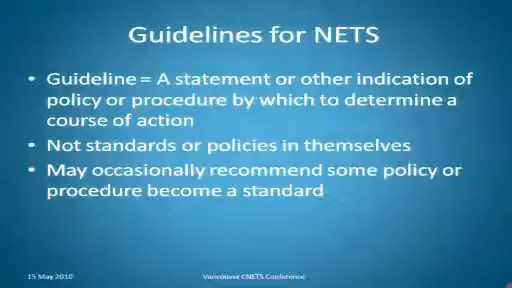 Guidelines for NETS
• Guideline = A statement or other indication of
policy or procedure by which to determine a
course of action
• Not standards or policies in themselves
• May occasionally recommend some policy or
procedure become a standard
15 May 2010
Vancouver CNETS Conference